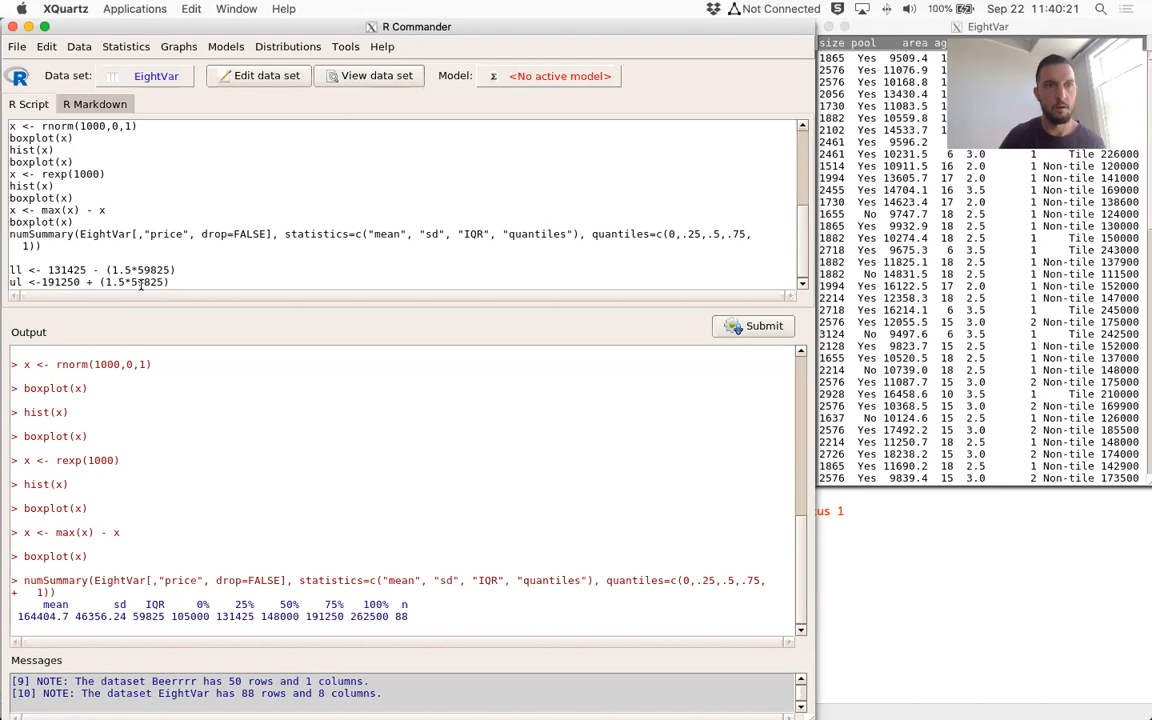 XQuartz Applications Edit Window Help Not Connected 100% Sep 22 11:40:21
R Commander
File Edit Data Statistics Graphs Models Distributions Tools Help
Data set: EightVar Edit data set View data set Model: Σ <No active model>
R Script R Markdown
x <- rnorm(1000,0,1)
boxplot(x)
hist(x)
boxplot(x)
x <- rexp(1000)
hist(x)
boxplot(x)
x <- max(x) - x
boxplot(x)
numSummary(EightVar[,"price", drop=FALSE], statistics=c("mean", "sd", "IQR", "quantiles"), quantiles=c(0,.25,.5,.75,
1))
ll <- 131425 - (1.5*59825)
ul <-191250 + (1.5*59825)
Output
Submit
> x <- rnorm(1000,0,1)
> boxplot(x)
> hist(x)
> boxplot(x)
> x <- rexp(1000)
> hist(x)
> boxplot(x)
> x <- max(x) - x
> boxplot(x)
> numSummary(EightVar[,"price", drop=FALSE], statistics=c("mean", "sd", "IQR", "quantiles"), quantiles=c(0,.25,.5,.75,
+ 1))
mean sd IQR 0% 25% 50% 75% 100% n
164404.7 46356.24 59825 105000 131425 148000 191250 262500 88
Messages
[9] NOTE: The dataset Beerrrr has 50 rows and 1 columns.
[10] NOTE: The dataset EightVar has 88 rows and 8 columns.
EightVar
size pool area ag
1865 Yes 9509.4 1
2576 Yes 11076.9 1
2576 Yes 10168.8 1
2056 Yes 13430.4 1
1730 Yes 11083.5 1
1882 Yes 10559.8 1
2102 Yes 14533.7 1
2461 Yes 9596.2
2461 Yes 10231.5 6 3.0 1 Tile 226000
1514 Yes 10911.5 16 2.0 1 Non-tile 120000
1994 Yes 13605.7 17 2.0 1 Non-tile 141000
2455 Yes 14704.1 16 3.5 1 Non-tile 169000
1730 Yes 14623.4 17 2.0 1 Non-tile 138600
1655 No 9747.7 18 2.5 1 Non-tile 124000
1865 Yes 9932.9 18 2.5 1 Non-tile 130000
1882 Yes 10274.4 18 2.5 1 Tile 150000
2718 Yes 9675.3 6 3.5 1 Tile 243000
1882 Yes 11825.1 18 2.5 1 Non-tile 137900
1882 No 14831.5 18 2.5 1 Non-tile 111500
1994 Yes 16122.5 17 2.0 1 Non-tile 152000
2214 Yes 12358.3 18 2.5 1 Non-tile 147000
2718 Yes 16214.1 6 3.5 1 Tile 245000
2576 Yes 12055.5 15 3.0 2 Non-tile 175000
3124 No 9497.6 6 3.5 1 Tile 242500
2128 Yes 9823.7 15 2.5 1 Non-tile 152000
1655 Yes 10520.5 18 2.5 1 Non-tile 137000
2214 No 10739.0 18 2.5 1 Non-tile 148000
2576 Yes 11087.7 15 3.0 2 Non-tile 175000
2928 Yes 16458.6 10 3.5 1 Tile 210000
2576 Yes 10368.5 15 3.0 2 Non-tile 169900
1637 No 10124.6 15 2.5 1 Non-tile 126000
2576 Yes 17492.2 15 3.0 2 Non-tile 185500
2214 Yes 11250.7 18 2.5 1 Non-tile 148000
2726 Yes 18238.2 15 3.0 2 Non-tile 174000
1865 Yes 11690.2 18 2.5 1 Non-tile 142900
2576 Yes 9839.4 15 3.0 2 Non-tile 173500
cus 1